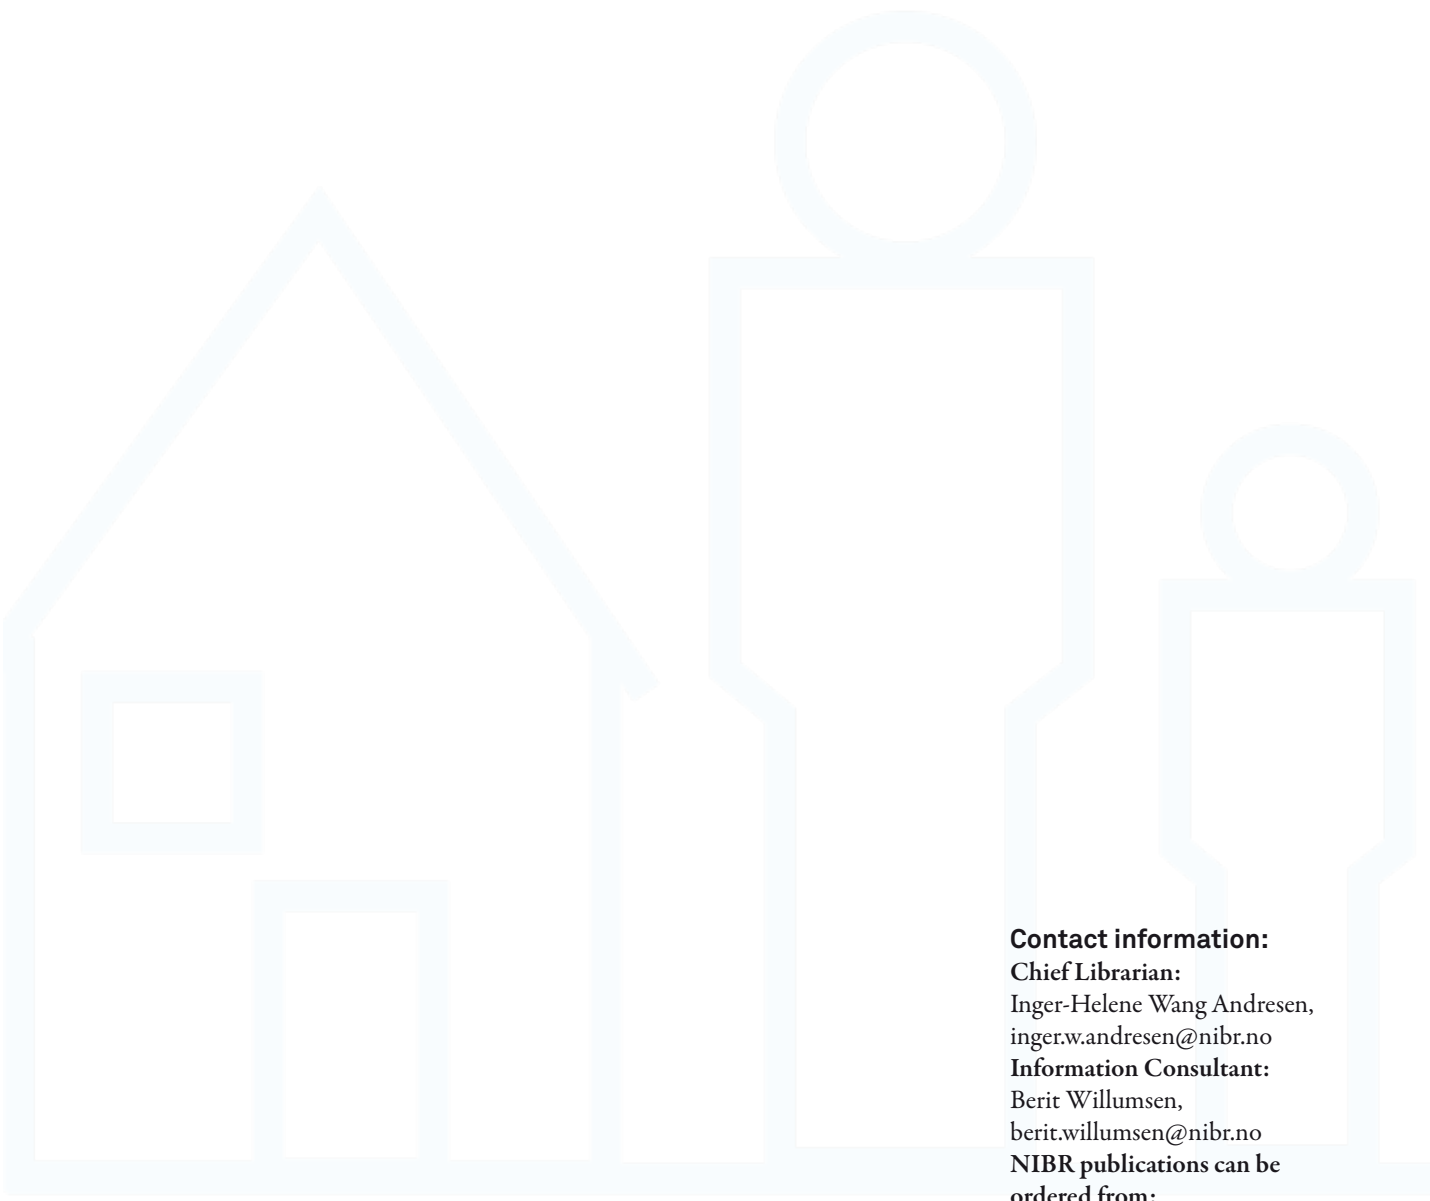 Contact information:
Chief Librarian:
Inger-Helene Wang Andresen,
inger.w.andresen@nibr.no
Information Consultant:
Berit Willumsen,
berit.willumsen@nibr.no
NIBR publications can be
ordered from: